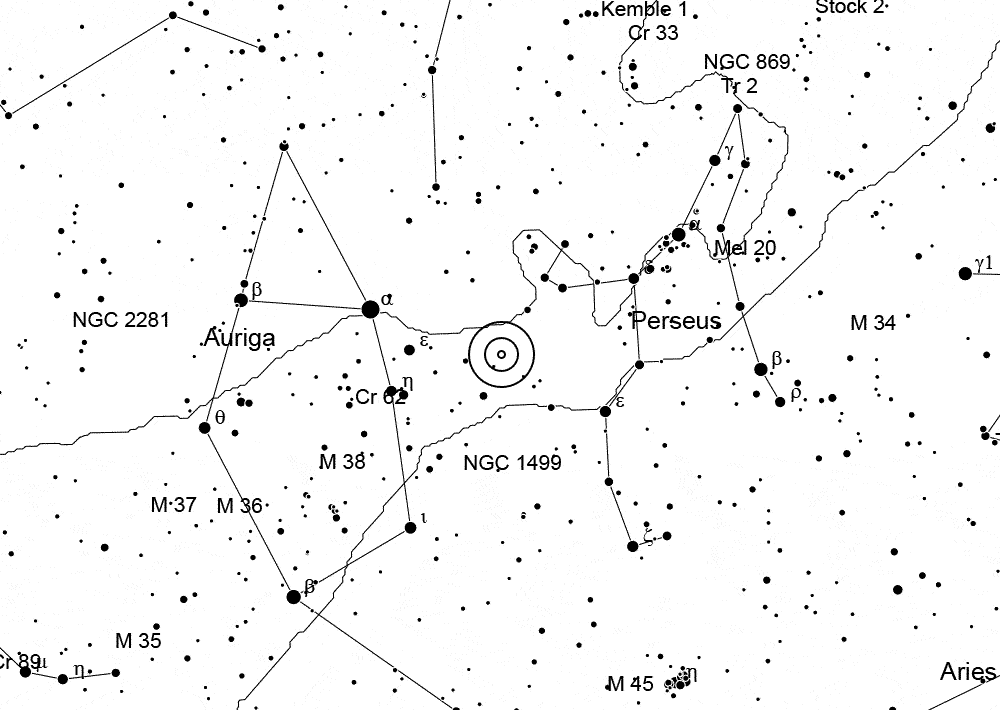 Kemble 1
Stock 2
Cr 33
NGC 869
Tr 2
γ
α
Mel 20
ε
γ1
β
α
NGC 2281
Auriga
Perseus
M 34
ε
β
η
Cr 62
ρ
ε
θ
M 38
NGC 1499
M 37
M 36
ι
ζ
β
M 35
Cr 89
μ
η
M 45
η
Aries